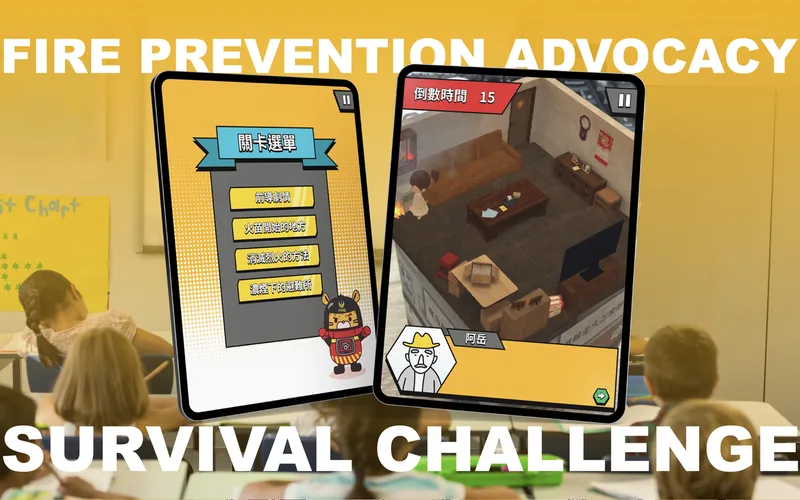 FIRE PREVENTION ADVOCACY
關卡選單
前導劇情
火苗開始的地方
消滅烈火的方法
濃煙下的避難所
倒數時間 15
阿岳
SURVIVAL CHALLENGE